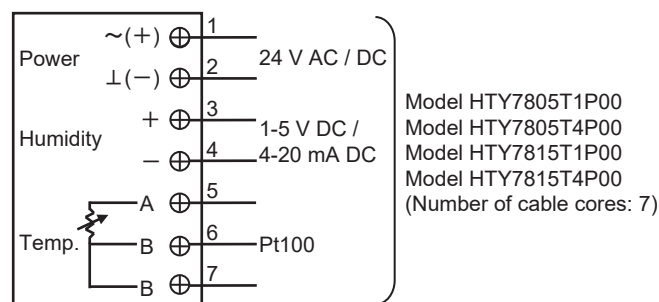 ~(+) 1
Power
24 V AC / DC
⊥(−) 2
+ 3
Humidity
1-5 V DC /
4-20 mA DC
− 4
A 5
Temp.
B 6 Pt100
B 7
Model HTY7805T1P00
Model HTY7805T4P00
Model HTY7815T1P00
Model HTY7815T4P00
(Number of cable cores: 7)